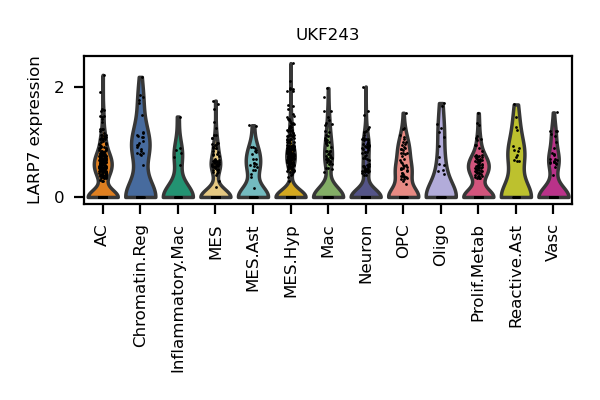 UKF243
LARP7 expression
2
0
AC
Chromatin.Reg
Inflammatory.Mac
MES
MES.Ast
MES.Hyp
Mac
Neuron
OPC
Oligo
Prolif.Metab
Reactive.Ast
Vasc